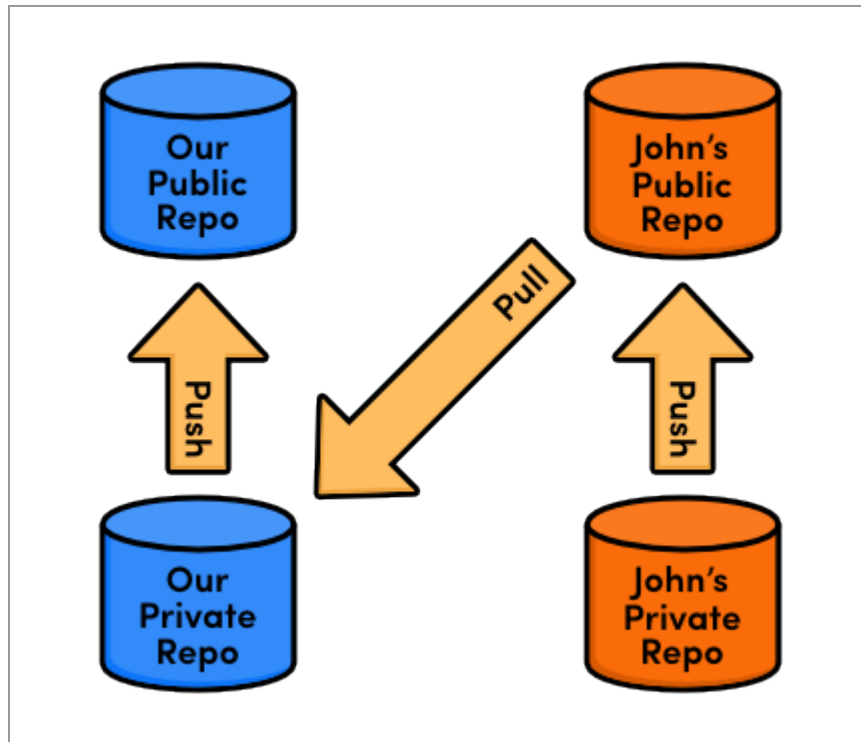 Our
Public
Repo
John's
Public
Repo
Pull
Push
Push
Our
Private
Repo
John's
Private
Repo